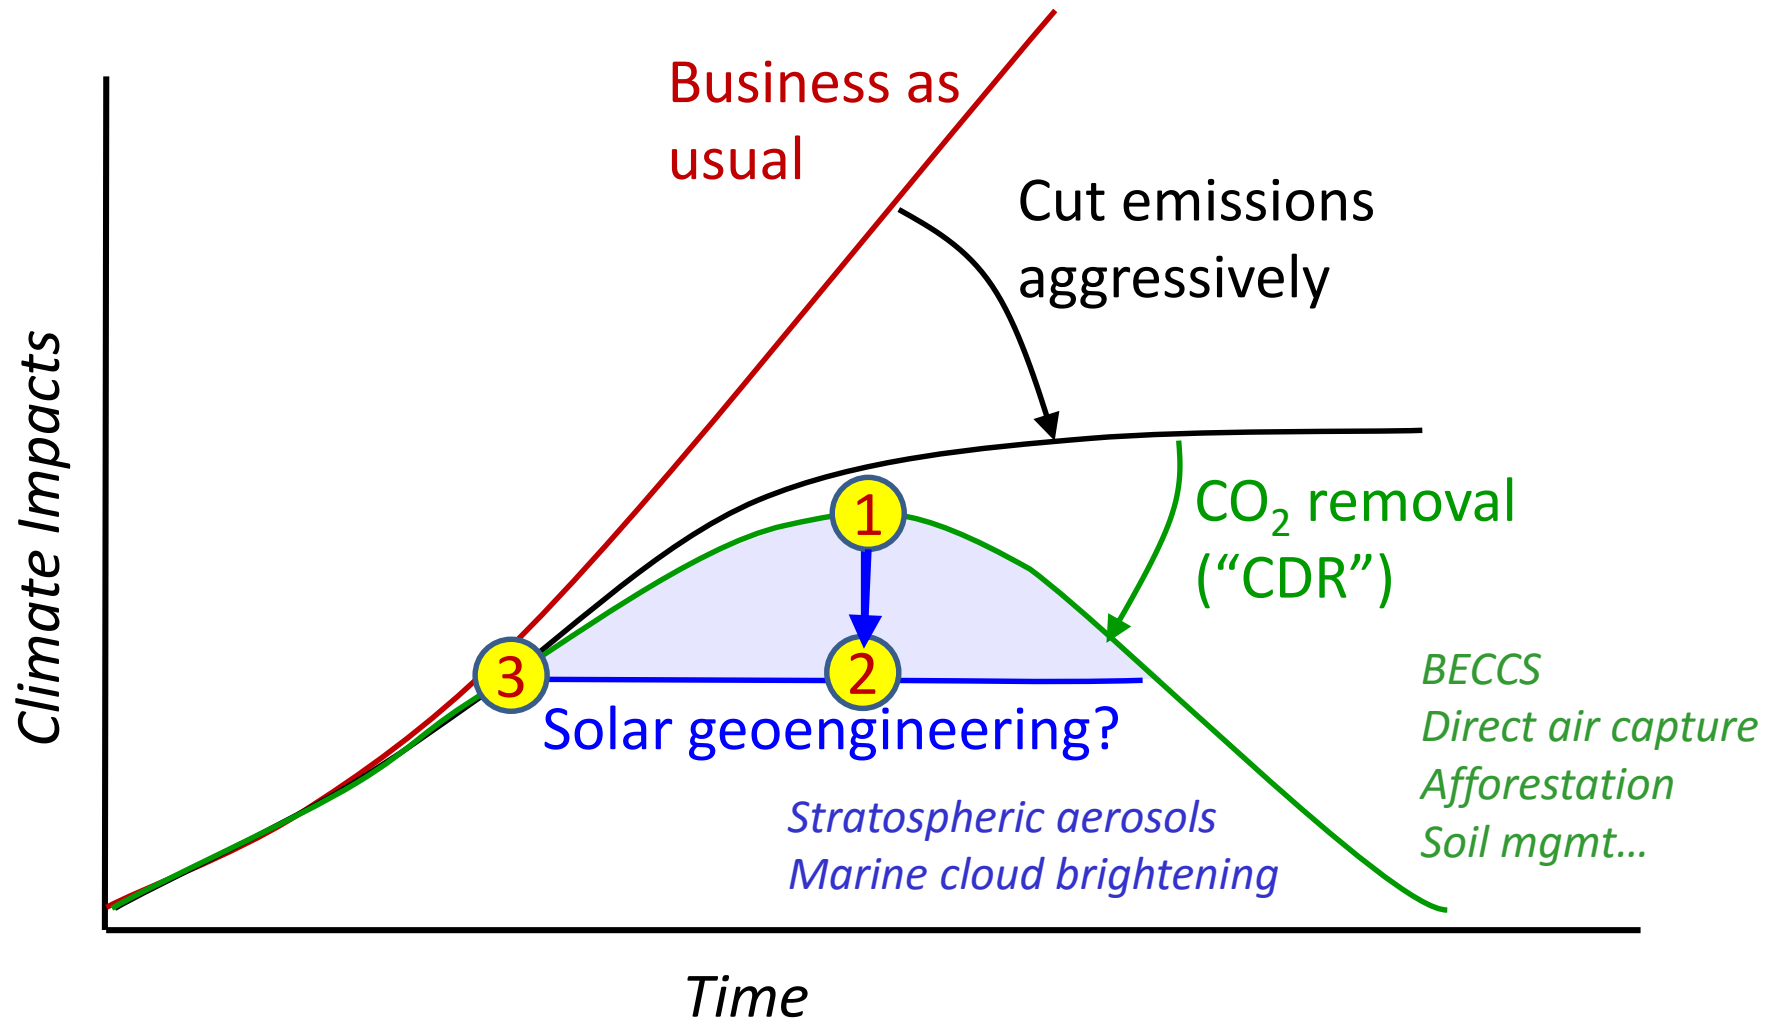 Business as
usual
Cut emissions
aggressively
Climate Impacts
1
CO₂ removal
(“CDR”)
3
2
Solar geoengineering?
BECCS
Direct air capture
Afforestation
Soil mgmt...
Stratospheric aerosols
Marine cloud brightening
Time